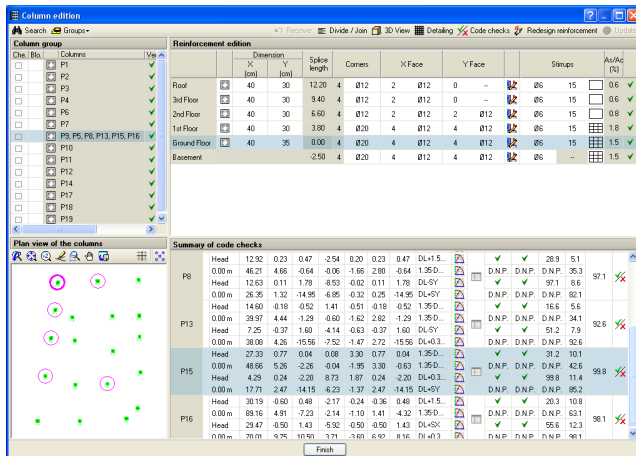 Column edition
Search Groups Recover Divide / Join 3D View Detailing Code checks Redesign reinforcement Update
Column group
Che. Blo. Columns Ver
P1
P2
P3
P4
P6
P7
P9, P5, P8, P13, P15, P16
P10
P11
P12
P14
P17
P18
P19
Reinforcement edition
Dimension Splice length Corners X Face Y Face Stirrups As/Ac (%)
X (cm) Y (cm)
Roof 40 30 12.20 4 Ø12 2 Ø12 0 -- Ø6 15 0.6
3rd Floor 40 30 9.40 4 Ø12 2 Ø12 0 -- Ø6 15 0.6
2nd Floor 40 30 6.60 4 Ø12 2 Ø12 2 Ø12 Ø6 15 0.8
1st Floor 40 30 3.80 4 Ø20 4 Ø12 4 Ø12 Ø6 15 1.8
Ground Floor 40 35 0.00 4 Ø20 4 Ø12 4 Ø12 Ø6 15 1.5
Basement -2.50 4 Ø20 4 Ø12 4 Ø12 Ø6 -- 1.5
Plan view of the columns
Summary of code checks
P8
Head 12.92 0.23 0.47 -2.54 0.20 0.23 0.47 DL+1.5... 28.9 5.1
0.00 m 46.21 4.66 -0.64 -0.06 -1.66 2.80 -0.64 1.35·D... D.N.P. D.N.P. D.N.P. 35.3
Head 12.63 0.11 1.78 -8.53 -0.02 0.11 1.78 DL-SY 97.1 8.6
0.00 m 26.35 1.32 -14.95 -6.85 -0.32 0.25 -14.95 DL+SY D.N.P. D.N.P. D.N.P. 82.1
97.1
P13
Head 14.60 -0.18 -0.52 1.41 -0.51 -0.18 -0.52 1.35·D... 16.6 5.6
0.00 m 39.97 4.44 -1.29 -0.60 -1.62 2.82 -1.29 1.35·D... D.N.P. D.N.P. D.N.P. 34.1
Head 7.25 -0.37 1.60 -4.14 -0.63 -0.37 1.60 DL-SY 51.2 7.9
0.00 m 38.08 4.26 -15.56 -7.52 -1.47 2.72 -15.56 DL+0.3... D.N.P. D.N.P. D.N.P. 92.6
92.6
P15
Head 27.33 0.77 0.04 0.08 3.30 0.77 0.04 1.35·D... 31.2 10.1
0.00 m 48.66 5.26 -2.26 -0.04 -1.95 3.30 -0.63 1.35·D... D.N.P. D.N.P. D.N.P. 42.6
Head 4.29 0.24 -2.20 8.73 1.87 0.24 -2.20 DL+0.3... 99.8 11.4
0.00 m 17.71 2.47 -14.15 -6.23 -1.37 2.47 -14.15 DL+SY D.N.P. D.N.P. D.N.P. 85.2
99.8
P16
Head 30.19 -0.60 0.48 -2.17 -0.24 -0.36 0.48 DL+1.5... 20.3 10.8
0.00 m 89.16 4.91 -7.23 -2.14 -1.10 1.41 -4.32 1.35·D... D.N.P. D.N.P. D.N.P. 63.1
Head 29.47 -0.50 1.43 -5.92 -0.50 -0.50 1.43 DL+SX 55.6 12.3
0.00 m 70.01 9.75 10.50 3.71 -3.60 6.92 8.16 DL+0.3 D.N.P. D.N.P. D.N.P. 98.1
98.1
Finish